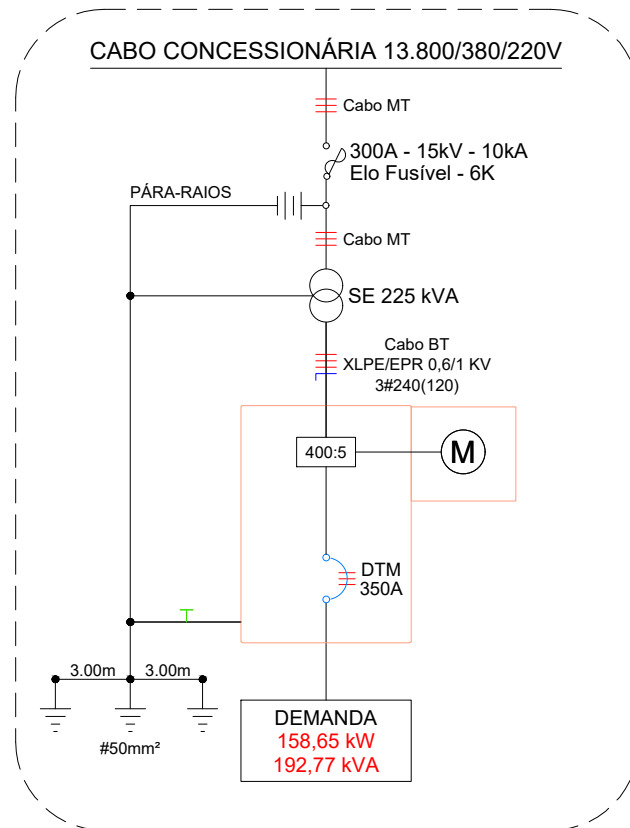 CABO CONCESSIONÁRIA 13.800/380/220V
Cabo MT
300A - 15kV - 10kA
Elo Fusível - 6K
PÁRA-RAIOS
Cabo MT
SE 225 kVA
Cabo BT
XLPE/EPR 0,6/1 KV
3#240(120)
400:5
M
DTM
350A
3.00m
3.00m
#50mm²
DEMANDA
158,65 kW
192,77 kVA